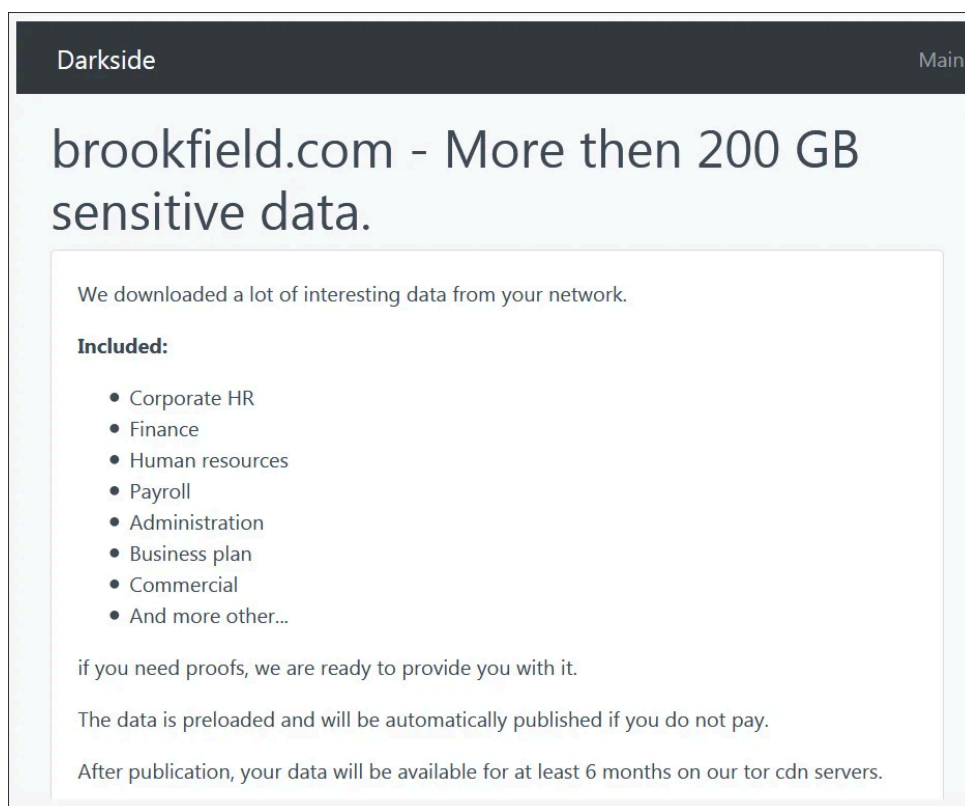 Darkside
Main
brookfield.com - More then 200 GB
sensitive data.
We downloaded a lot of interesting data from your network.
Included:
Corporate HR
Finance
Human resources
Payroll
Administration
Business plan
Commercial
And more other...
if you need proofs, we are ready to provide you with it.
The data is preloaded and will be automatically published if you do not pay.
After publication, your data will be available for at least 6 months on our tor cdn servers.